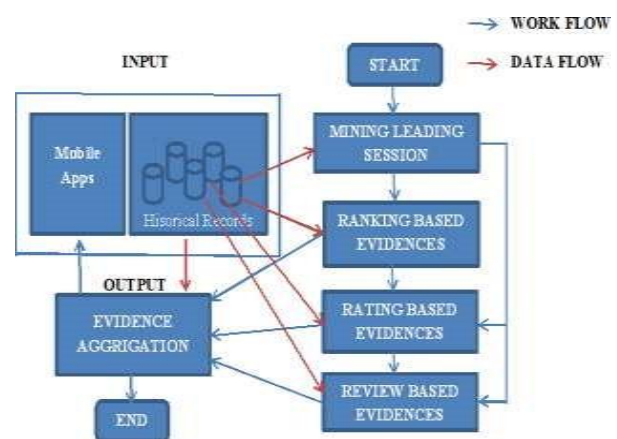 WORK FLOW
DATA FLOW
INPUT
START
Mobile
Apps
Hisorical Records
MINING LEADING
SESSION
RANKING BASED
EVIDENCES
OUTPUT
EVIDENCE
AGGRIGATION
RATING BASED
EVIDENCES
REVIEW BASED
EVIDENCES
END